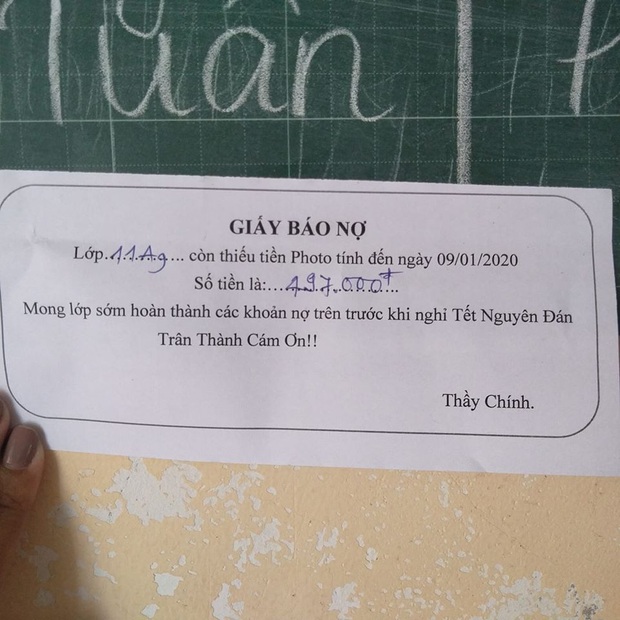 Tuần
GIẤY BÁO NỢ
Lớp.11A9... còn thiếu tiền Photo tính đến ngày 09/01/2020
Số tiền là:...497.000đ...
Mong lớp sớm hoàn thành các khoản nợ trên trước khi nghỉ Tết Nguyên Đán
Trân Thành Cám Ơn!!
Thầy Chính.